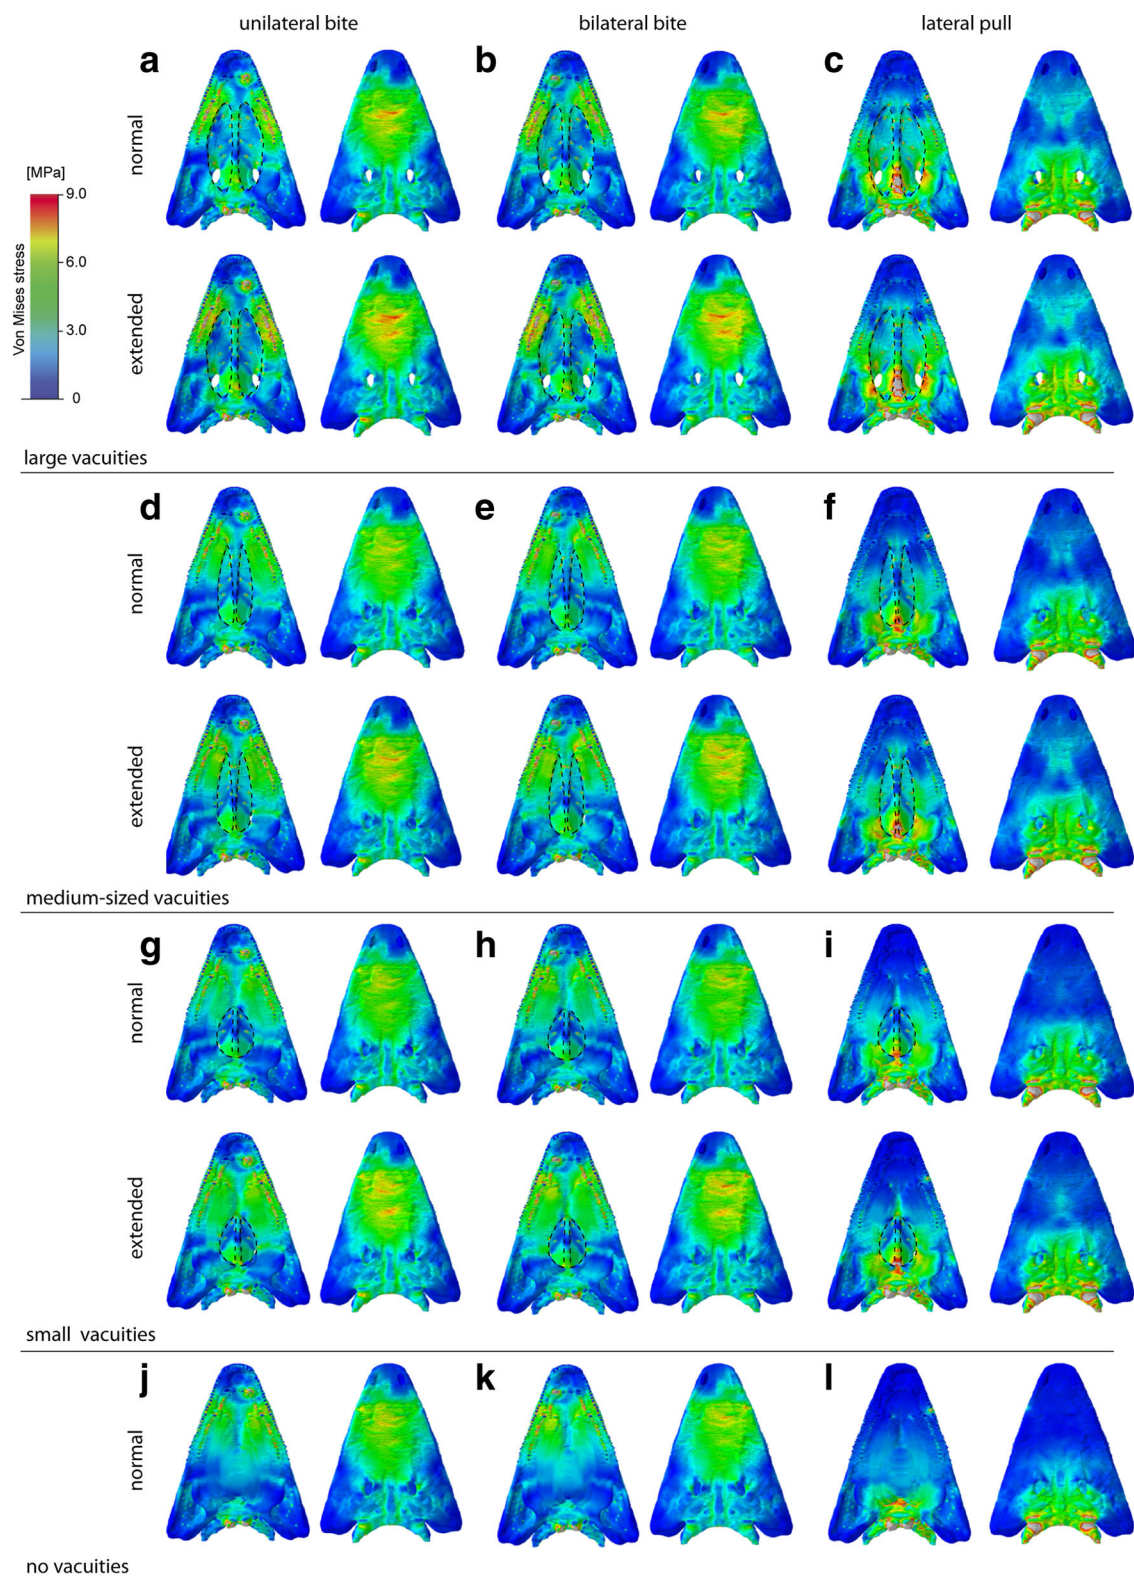 unilateral bite
bilateral bite
lateral pull
a
b
c
normal
[MPa]
9.0
6.0
3.0
0
Von Mises stress
extended
large vacuities
d
e
f
normal
extended
medium-sized vacuities
g
h
i
normal
extended
small vacuities
j
k
l
normal
no vacuities